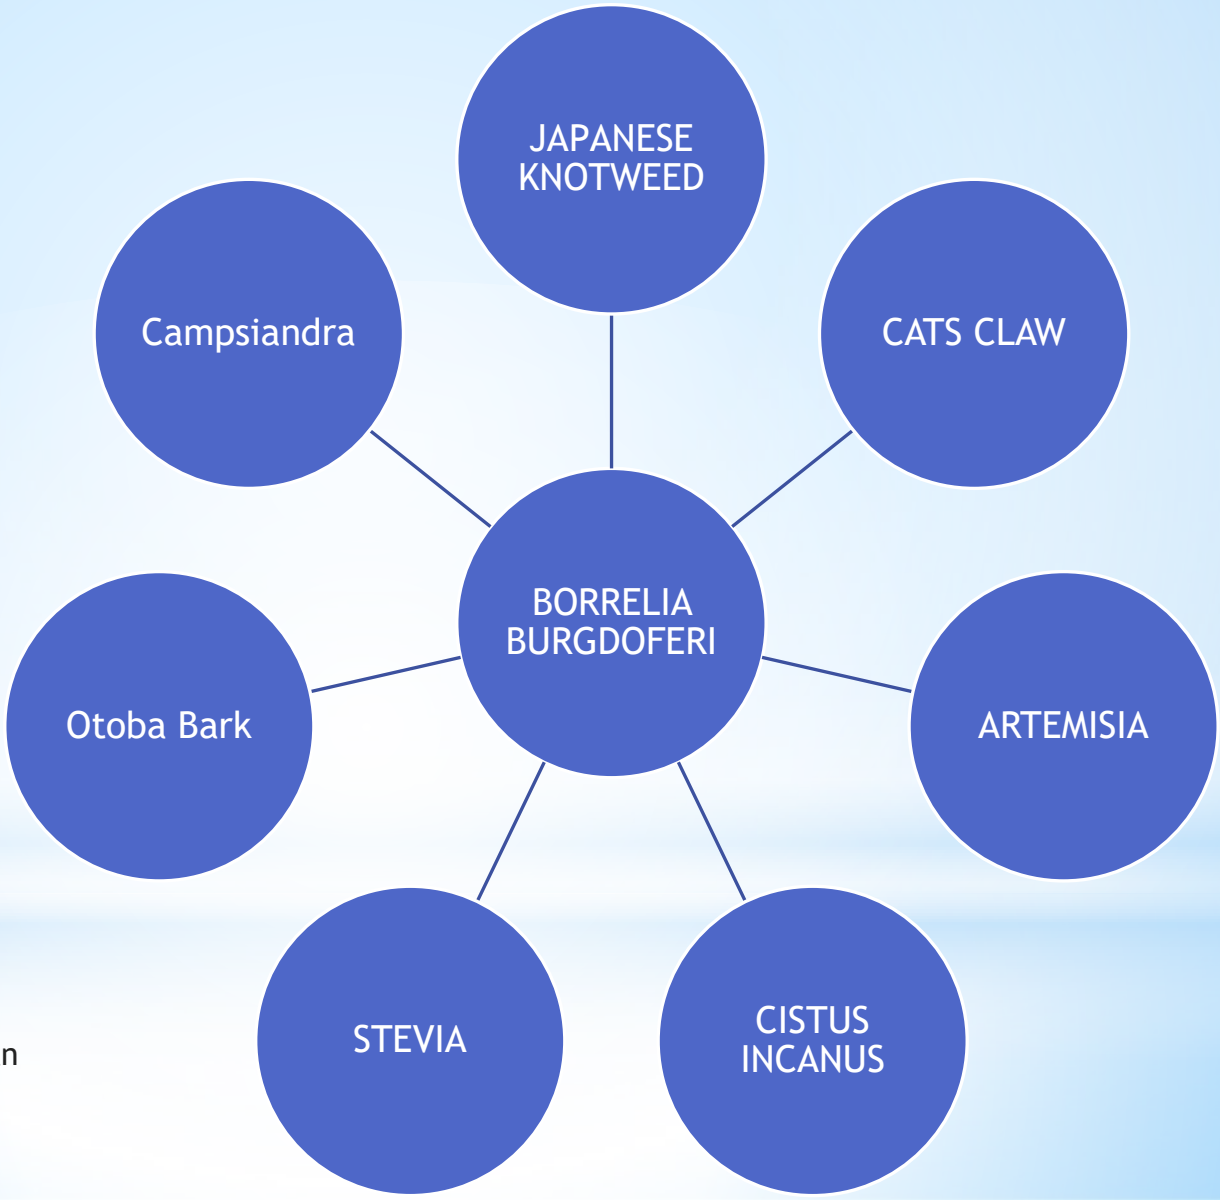 JAPANESE
KNOTWEED
Campsiandra
CATS CLAW
BORRELIA
BURGDOFERI
Otoba Bark
ARTEMISIA
STEVIA
CISTUS
INCANUS
n